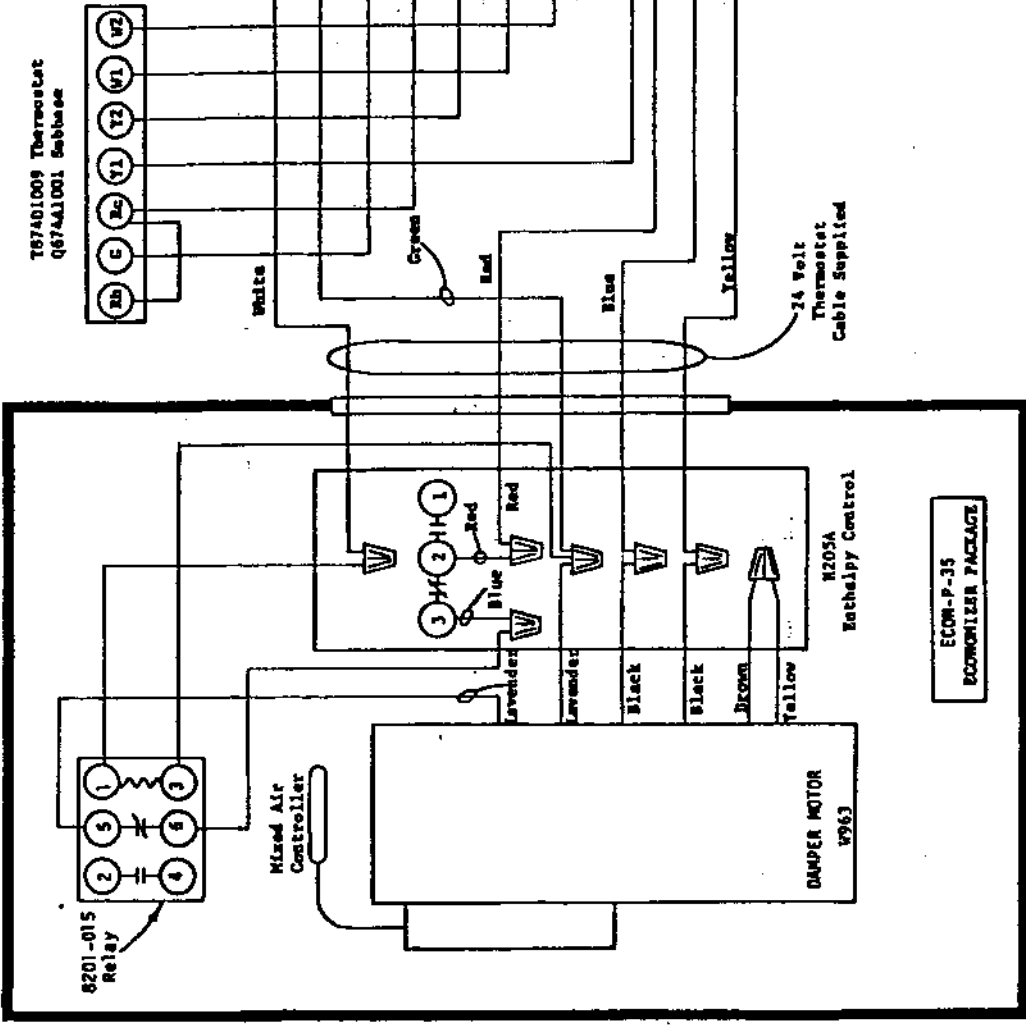 T874D1009 Thermostat
Q674A1001 Subbase
Rh
G
Rc
Y1
Y2
W1
W2
White
Green
Red
Blue
Yellow
24 Volt
Thermostat
Cable Supplied
8201-015
Relay
2
5
1
4
6
3
Mixed Air
Controller
3
2
1
Blue
Red
Red
Lavender
Lavender
Black
Black
Brown
Yellow
H205A
Enthalpy Control
DAMPER MOTOR
W963
ECON-P-35
ECONOMIZER PACKAGE